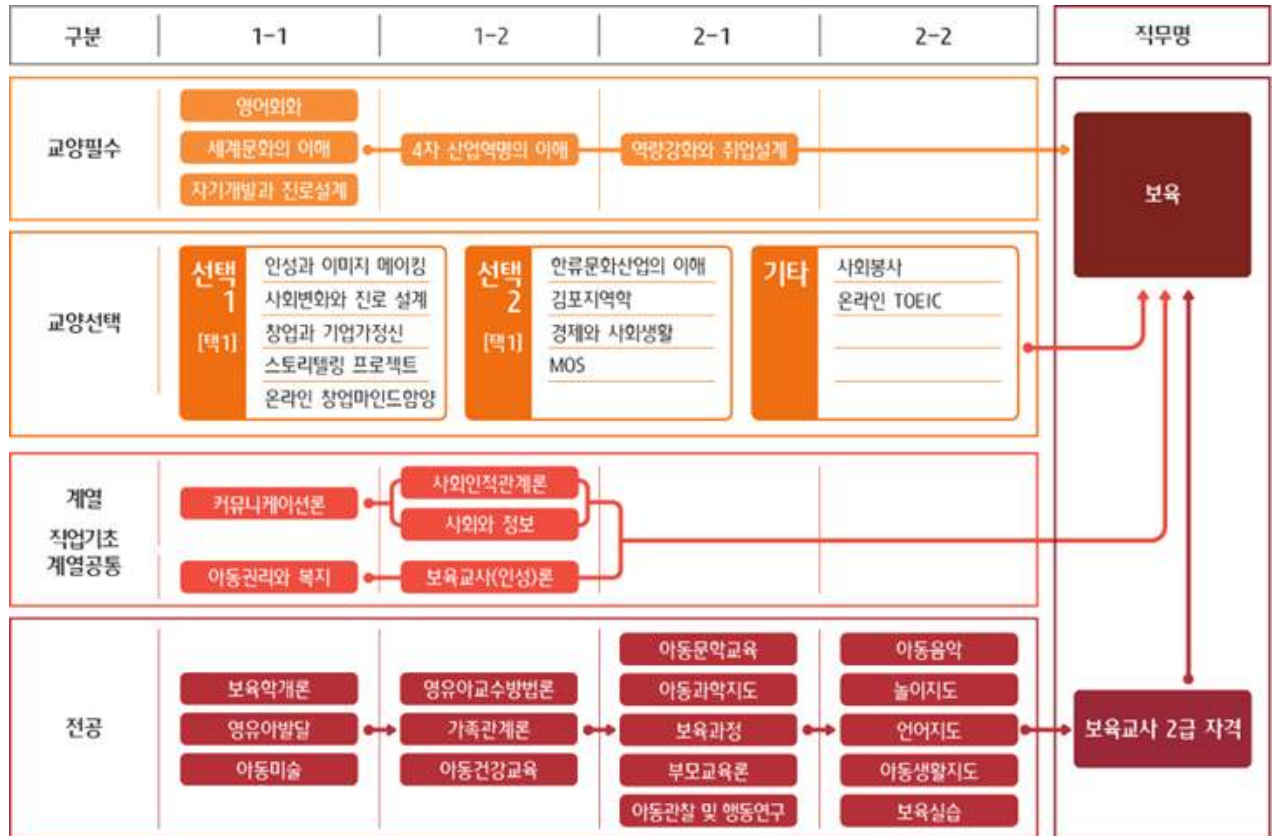 구분
1-1
1-2
2-1
2-2
직무명
교양필수
영어회화
세계문화의 이해
자기개발과 진로설계
4차 산업혁명의 이해
역량강화와 취업설계
보육
교양선택
선택
1
[택1]
인성과 이미지 메이킹
사회변화와 진로 설계
창업과 기업가정신
스토리텔링 프로젝트
온라인 창업마인드함양
선택
2
[택1]
한류문화산업의 이해
김포지역학
경제와 사회생활
MOS
기타
사회봉사
온라인 TOEIC
계열
직업기초
계열공통
커뮤니케이션론
사회인적관계론
사회와 정보
아동권리와 복지
보육교사(인성)론
전공
보육학개론
영유아발달
아동미술
영유아교수방법론
가족관계론
아동건강교육
아동문학교육
아동과학지도
보육과정
부모교육론
아동관찰 및 행동연구
아동음악
놀이지도
언어지도
아동생활지도
보육실습
보육교사 2급 자격